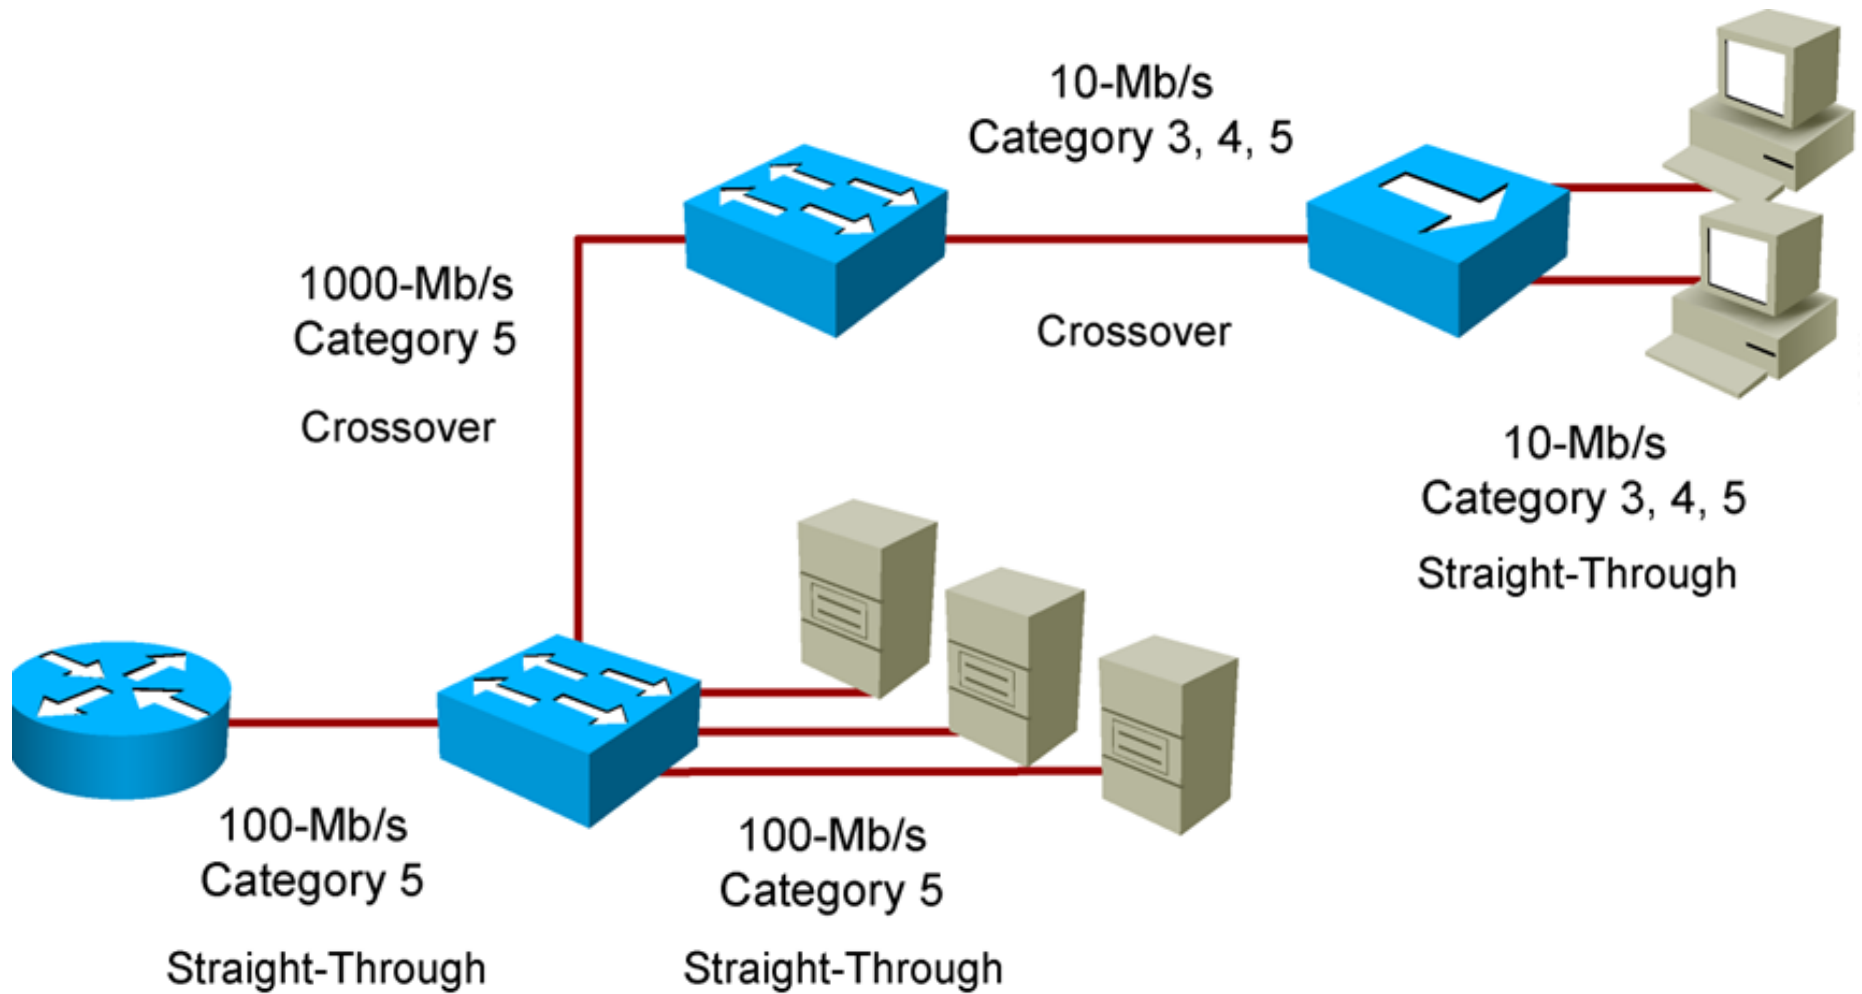 10-Mb/s
Category 3, 4, 5
Crossover
1000-Mb/s
Category 5
Crossover
10-Mb/s
Category 3, 4, 5
Straight-Through
100-Mb/s
Category 5
Straight-Through
100-Mb/s
Category 5
Straight-Through